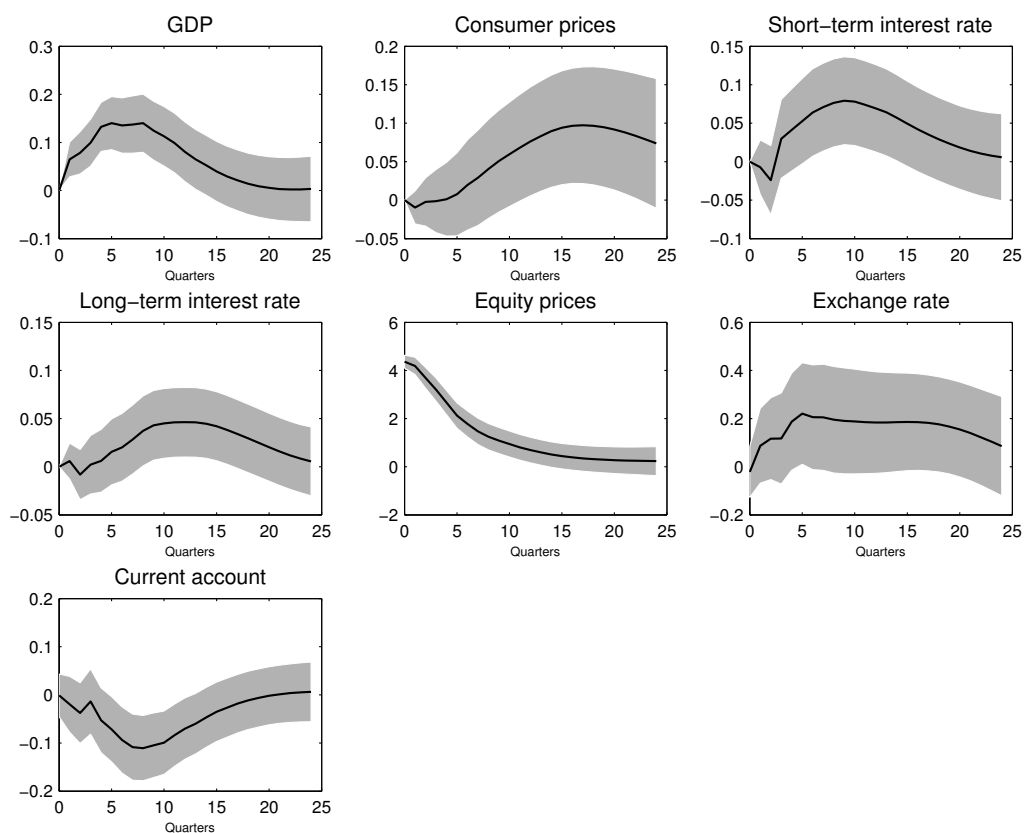 GDP
0.3
0.2
0.1
0
−0.1
0 5 10 15 20 25
Quarters
Consumer prices
0.2
0.15
0.1
0.05
0
−0.05
0 5 10 15 20 25
Quarters
Short−term interest rate
0.15
0.1
0.05
0
−0.05
−0.1
0 5 10 15 20 25
Quarters
Long−term interest rate
0.15
0.1
0.05
0
−0.05
0 5 10 15 20 25
Quarters
Equity prices
6
4
2
0
−2
0 5 10 15 20 25
Quarters
Exchange rate
0.6
0.4
0.2
0
−0.2
0 5 10 15 20 25
Quarters
Current account
0.2
0.1
0
−0.1
−0.2
0 5 10 15 20 25
Quarters